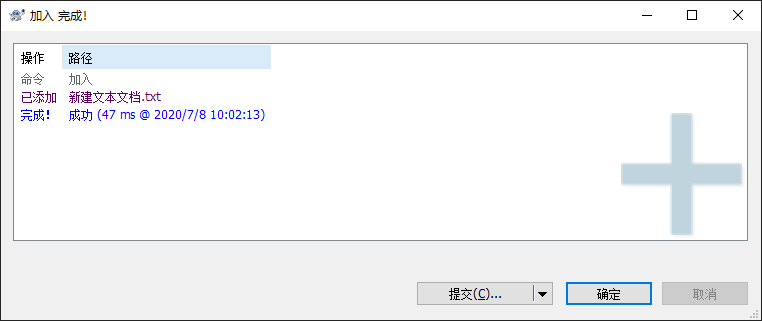 加入 完成!
操作 路径
命令 加入
已添加 新建文本文档.txt
完成! 成功 (47 ms @ 2020/7/8 10:02:13)
提交(C)... 确定 取消